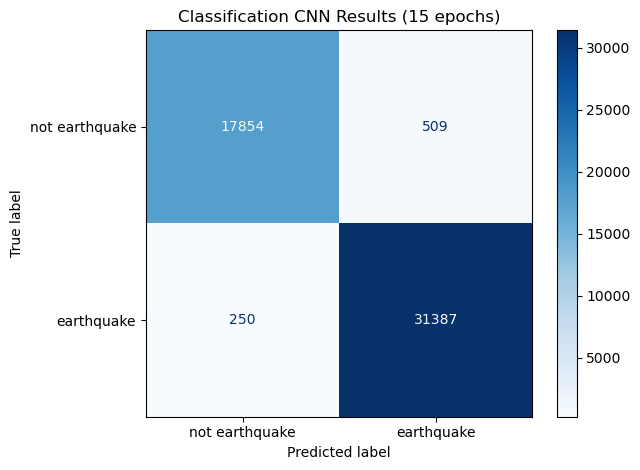 Classification CNN Results (15 epochs)
True label
not earthquake
17854
509
earthquake
250
31387
not earthquake
earthquake
Predicted label
30000
25000
20000
15000
10000
5000